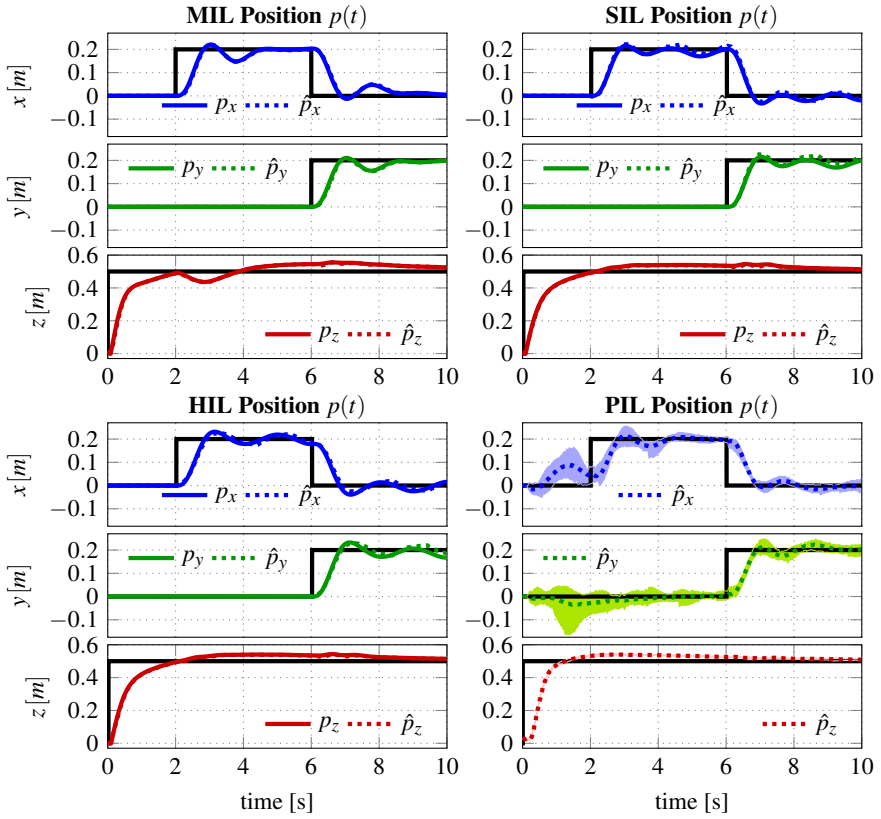 MIL Position p(t)
SIL Position p(t)
x [m]
0.2
0.1
0
−0.1
p_x p̂_x
0.2
0.1
0
−0.1
p_x p̂_x
y [m]
0.2
0.1
0
−0.1
p_y p̂_y
0.2
0.1
0
−0.1
p_y p̂_y
z [m]
0.6
0.4
0.2
0
p_z p̂_z
0.6
0.4
0.2
0
p_z p̂_z
0 2 4 6 8 10
0 2 4 6 8 10
HIL Position p(t)
PIL Position p(t)
x [m]
0.2
0.1
0
−0.1
p_x p̂_x
0.2
0.1
0
−0.1
p̂_x
y [m]
0.2
0.1
0
−0.1
p_y p̂_y
0.2
0.1
0
−0.1
p̂_y
z [m]
0.6
0.4
0.2
0
p_z p̂_z
0.6
0.4
0.2
0
p̂_z
0 2 4 6 8 10
0 2 4 6 8 10
time [s]
time [s]